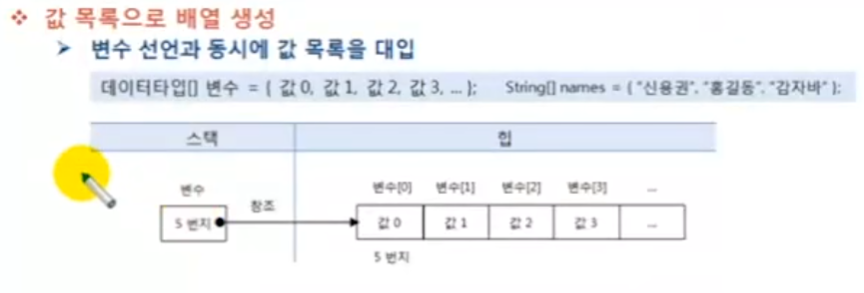 ❖ 값 목록으로 배열 생성
➤ 변수 선언과 동시에 값 목록을 대입
데이터타입[] 변수 = { 값 0, 값 1, 값 2, 값 3, ... }; String[] names = { "신용권", "홍길동", "감자바" };
스택 힙
변수 변수[0] 변수[1] 변수[2] 변수[3] ...
참조
5 번지 값 0 값 1 값 2 값 3 ...
5 번지